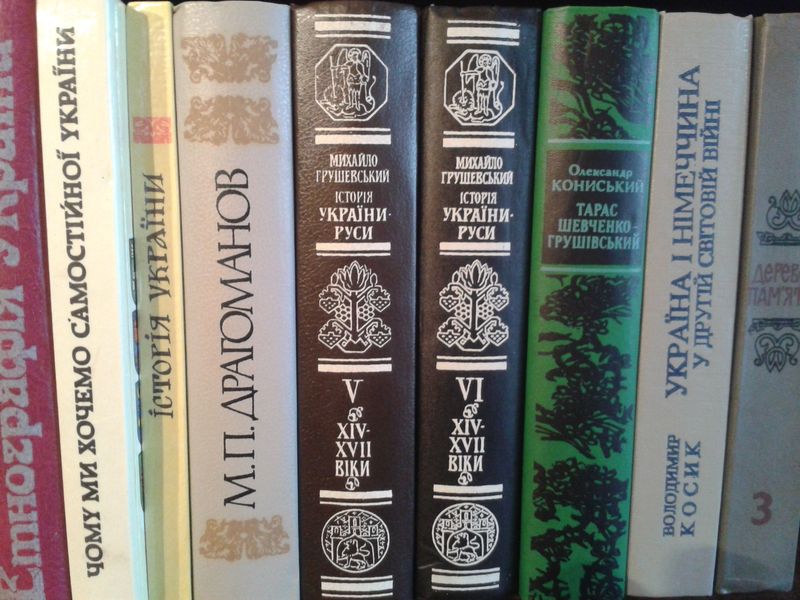 Етнографія України
ЧОМУ МИ ХОЧЕМО САМОСТІЙНОЇ УКРАЇНИ
ІСТОРІЯ УКРАЇНИ
М.П. ДРАГОМАНОВ
МИХАЙЛО
ГРУШЕВСЬКИЙ
ІСТОРІЯ
УКРАЇНИ-
РУСИ
V
XIV-
XVII
ВІКИ
МИХАЙЛО
ГРУШЕВСЬКИЙ
ІСТОРІЯ
УКРАЇНИ-
РУСИ
VI
XIV-
XVII
ВІКИ
Олександр
КОНИСЬКИЙ
ТАРАС
ШЕВЧЕНКО-
ГРУШІВСЬКИЙ
ВОЛОДИМИР
КОСИК
УКРАЇНА І НІМЕЧЧИНА
У ДРУГІЙ СВІТОВІЙ ВІЙНІ
3